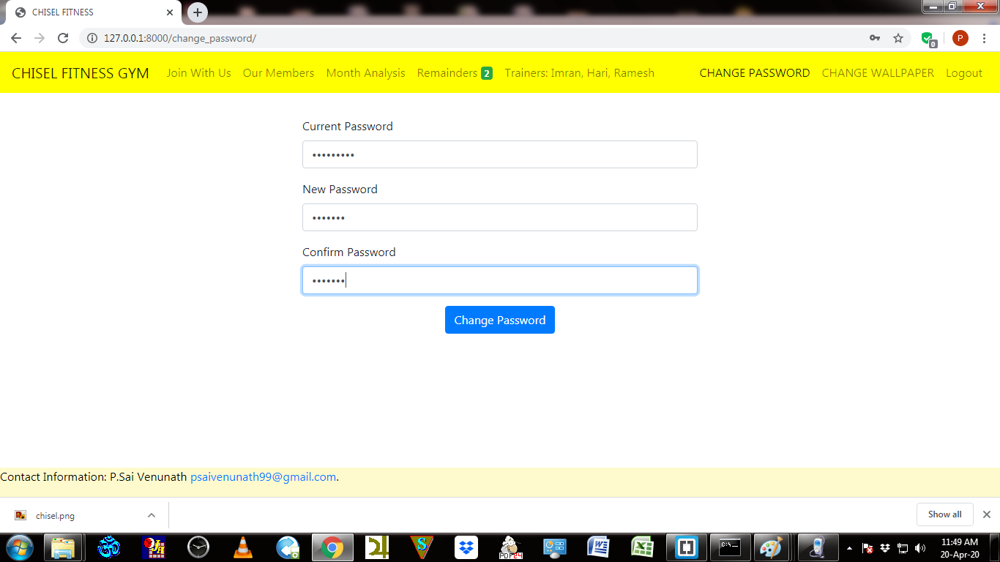 CHISEL FITNESS
127.0.0.1:8000/change_password/
P
0
CHISEL FITNESS GYM Join With Us Our Members Month Analysis Remainders 2 Trainers: Imran, Hari, Ramesh CHANGE PASSWORD CHANGE WALLPAPER Logout
Current Password
•••••••••
New Password
•••••••
Confirm Password
•••••••
Change Password
Contact Information: P.Sai Venunath psaivenunath99@gmail.com.
chisel.png Show all
PDF24
C:\_
11:49 AM
20-Apr-20